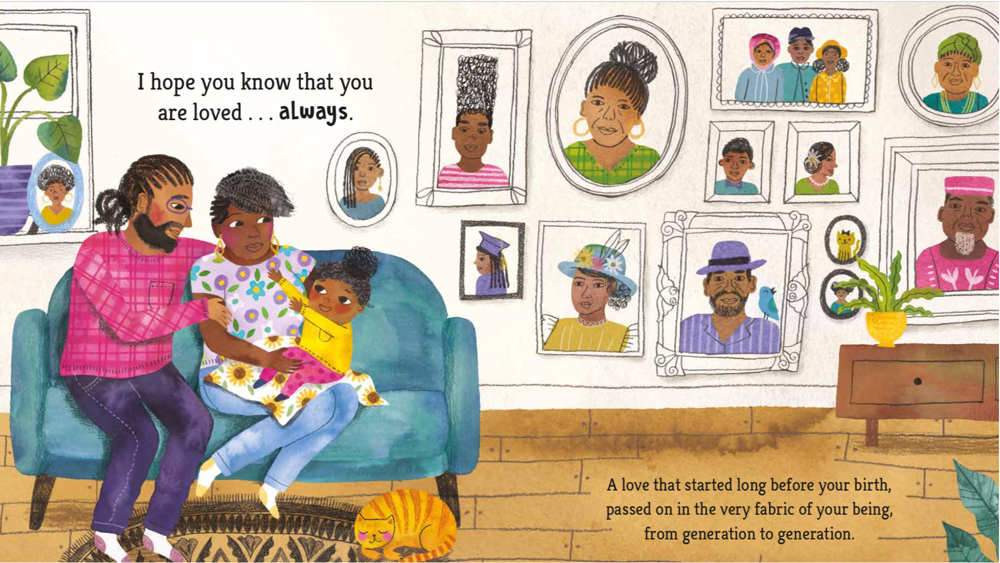 I hope you know that you
are loved . . . always.
A love that started long before your birth,
passed on in the very fabric of your being,
from generation to generation.